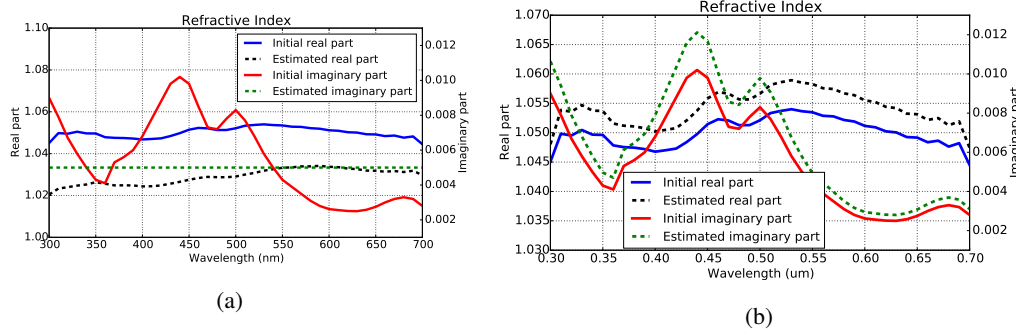 Refractive Index
1.10
1.08
1.06
1.04
1.02
1.00
Real part
0.012
0.010
0.008
0.006
0.004
0.002
Imaginary part
Initial real part
Estimated real part
Initial imaginary part
Estimated imaginary part
300 350 400 450 500 550 600 650 700
Wavelength (nm)
(a)
Refractive Index
1.070
1.065
1.060
1.055
1.050
1.045
1.040
1.035
1.030
Real part
0.012
0.010
0.008
0.006
0.004
0.002
Imaginary part
Initial real part
Estimated real part
Initial imaginary part
Estimated imaginary part
0.30 0.35 0.40 0.45 0.50 0.55 0.60 0.65 0.70
Wavelength (um)
(b)